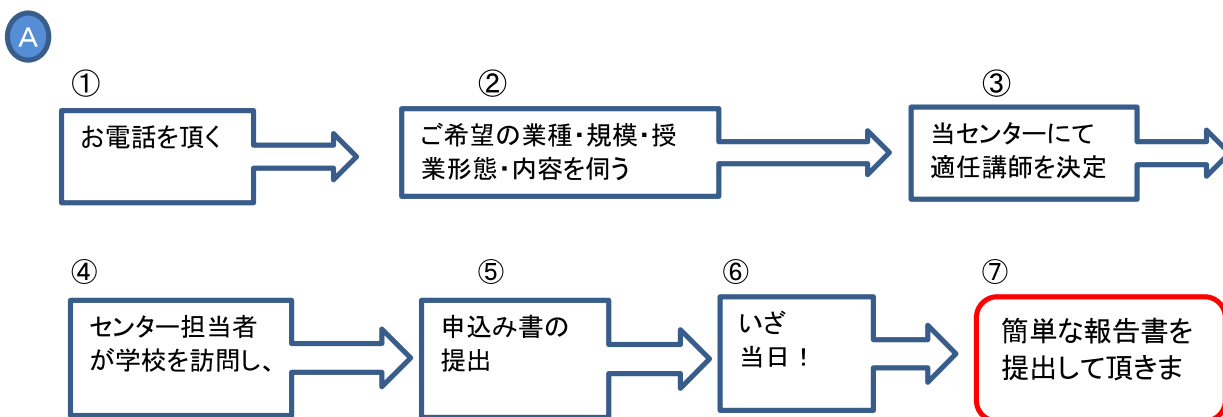 A
① ② ③
お電話を頂く
ご希望の業種・規模・授
業形態・内容を伺う
当センターにて
適任講師を決定
④ ⑤ ⑥ ⑦
センター担当者
が学校を訪問し、
申込み書の
提出
いざ
当日！
簡単な報告書を
提出して頂きま